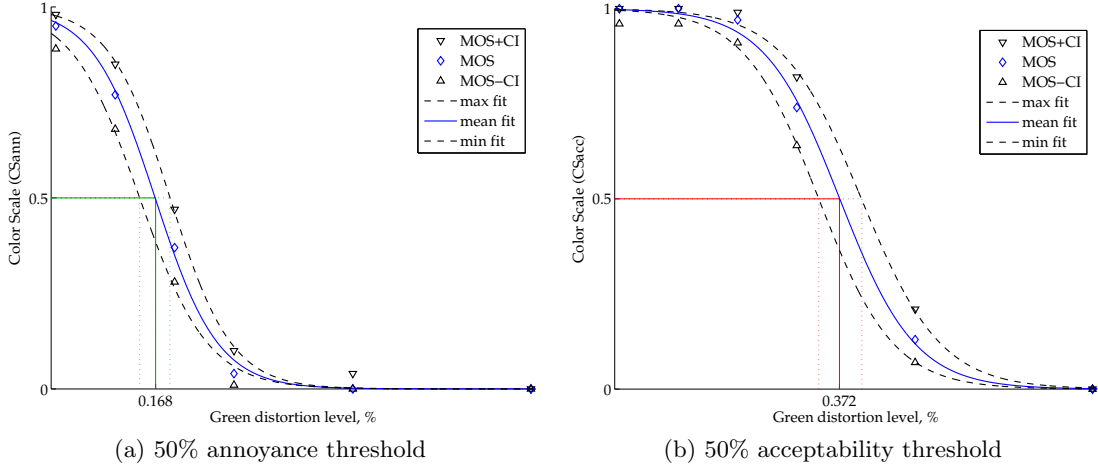 1
0.5
0
Color Scale (CSann)
MOS+CI
MOS
MOS−CI
max fit
mean fit
min fit
0.168
Green distortion level, %
(a) 50% annoyance threshold
1
0.5
0
Color Scale (CSacc)
MOS+CI
MOS
MOS−CI
max fit
mean fit
min fit
0.372
Green distortion level, %
(b) 50% acceptability threshold